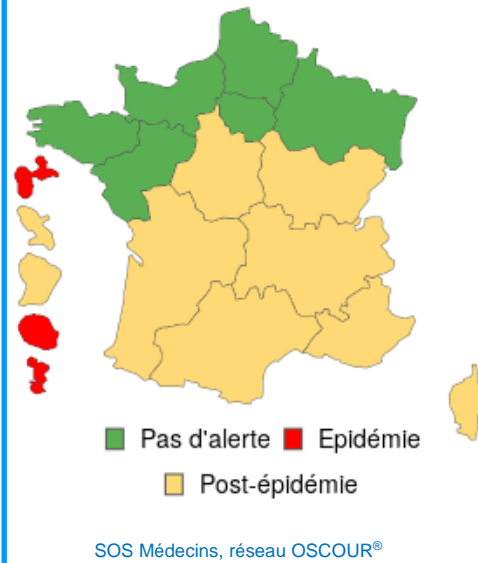 Pas d'alerte Epidémie
Post-épidémie
SOS Médecins, réseau OSCOUR®